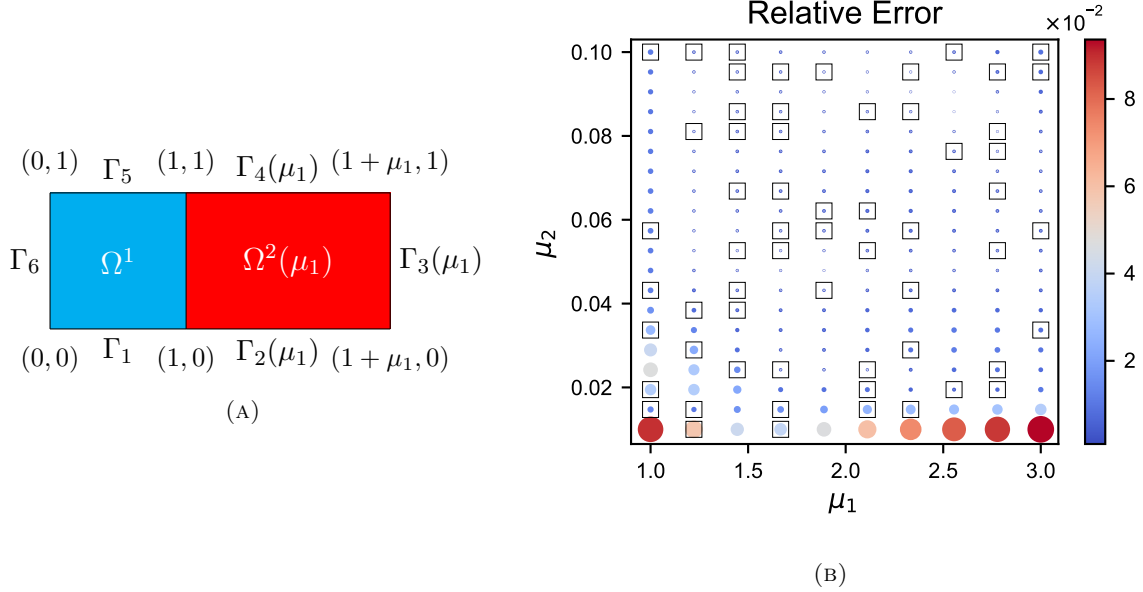 (0, 1) Γ5 (1, 1) Γ4(μ1) (1 + μ1, 1)
Γ6 Ω1 Ω2(μ1) Γ3(μ1)
(0, 0) Γ1 (1, 0) Γ2(μ1) (1 + μ1, 0)
(A)
Relative Error
×10−2
0.10
0.08
0.06
0.04
0.02
μ2
1.0 1.5 2.0 2.5 3.0
μ1
8
6
4
2
(B)